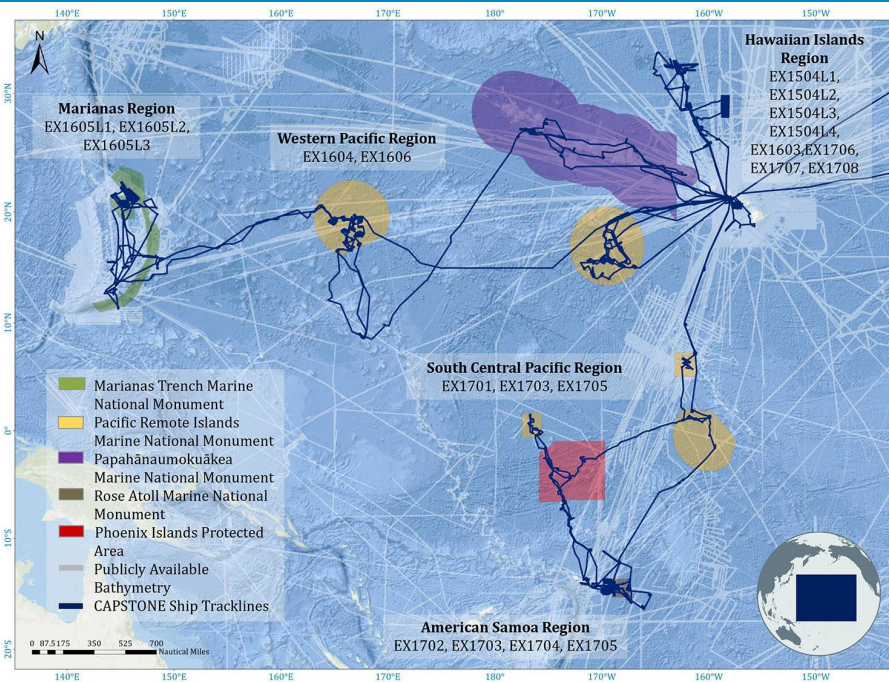 140°E 150°E 160°E 170°E 180° 170°W 160°W 150°W
N
30°N
20°N
10°N
0°
10°S
20°S
Hawaiian Islands
Region
EX1504L1,
EX1504L2,
EX1504L3,
EX1504L4,
EX1603,EX1706,
EX1707, EX1708
Marianas Region
EX1605L1, EX1605L2,
EX1605L3
Western Pacific Region
EX1604, EX1606
South Central Pacific Region
EX1701, EX1703, EX1705
Marianas Trench Marine
National Monument
Pacific Remote Islands
Marine National Monument
Papahānaumokuākea
Marine National Monument
Rose Atoll Marine National
Monument
Phoenix Islands Protected
Area
Publicly Available
Bathymetry
CAPSTONE Ship Tracklines
American Samoa Region
EX1702, EX1703, EX1704, EX1705
0 87.5 175 350 525 700
Nautical Miles
140°E 150°E 160°E 170°E 180° 170°W 160°W 150°W